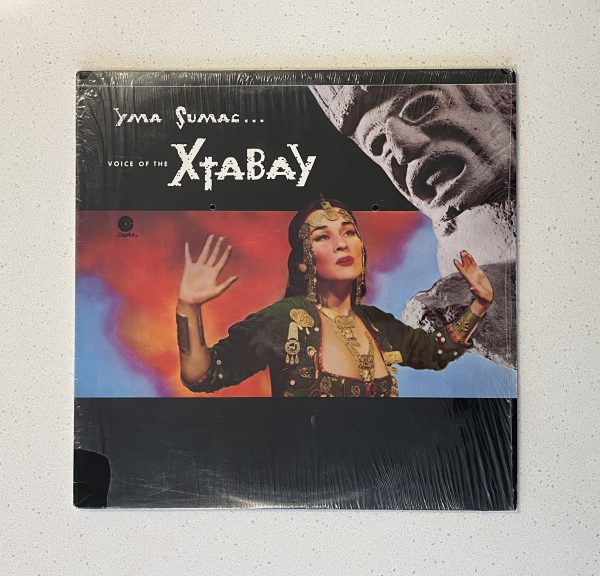 Yma Sumac...
VOICE OF THE XTABAY
Capitol